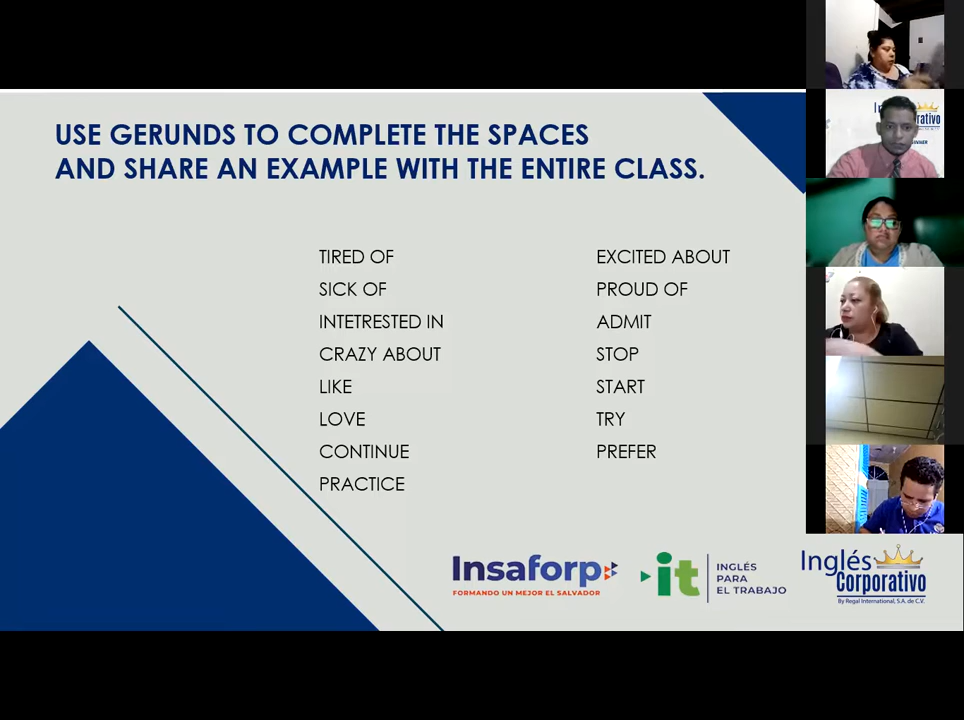 USE GERUNDS TO COMPLETE THE SPACES
AND SHARE AN EXAMPLE WITH THE ENTIRE CLASS.
TIRED OF
SICK OF
INTETRESTED IN
CRAZY ABOUT
LIKE
LOVE
CONTINUE
PRACTICE
EXCITED ABOUT
PROUD OF
ADMIT
STOP
START
TRY
PREFER
Insaforp
FORMANDO UN MEJOR EL SALVADOR
it
INGLÉS
PARA
EL TRABAJO
Inglés
Corporativo
By Regal International, S.A. de C.V.